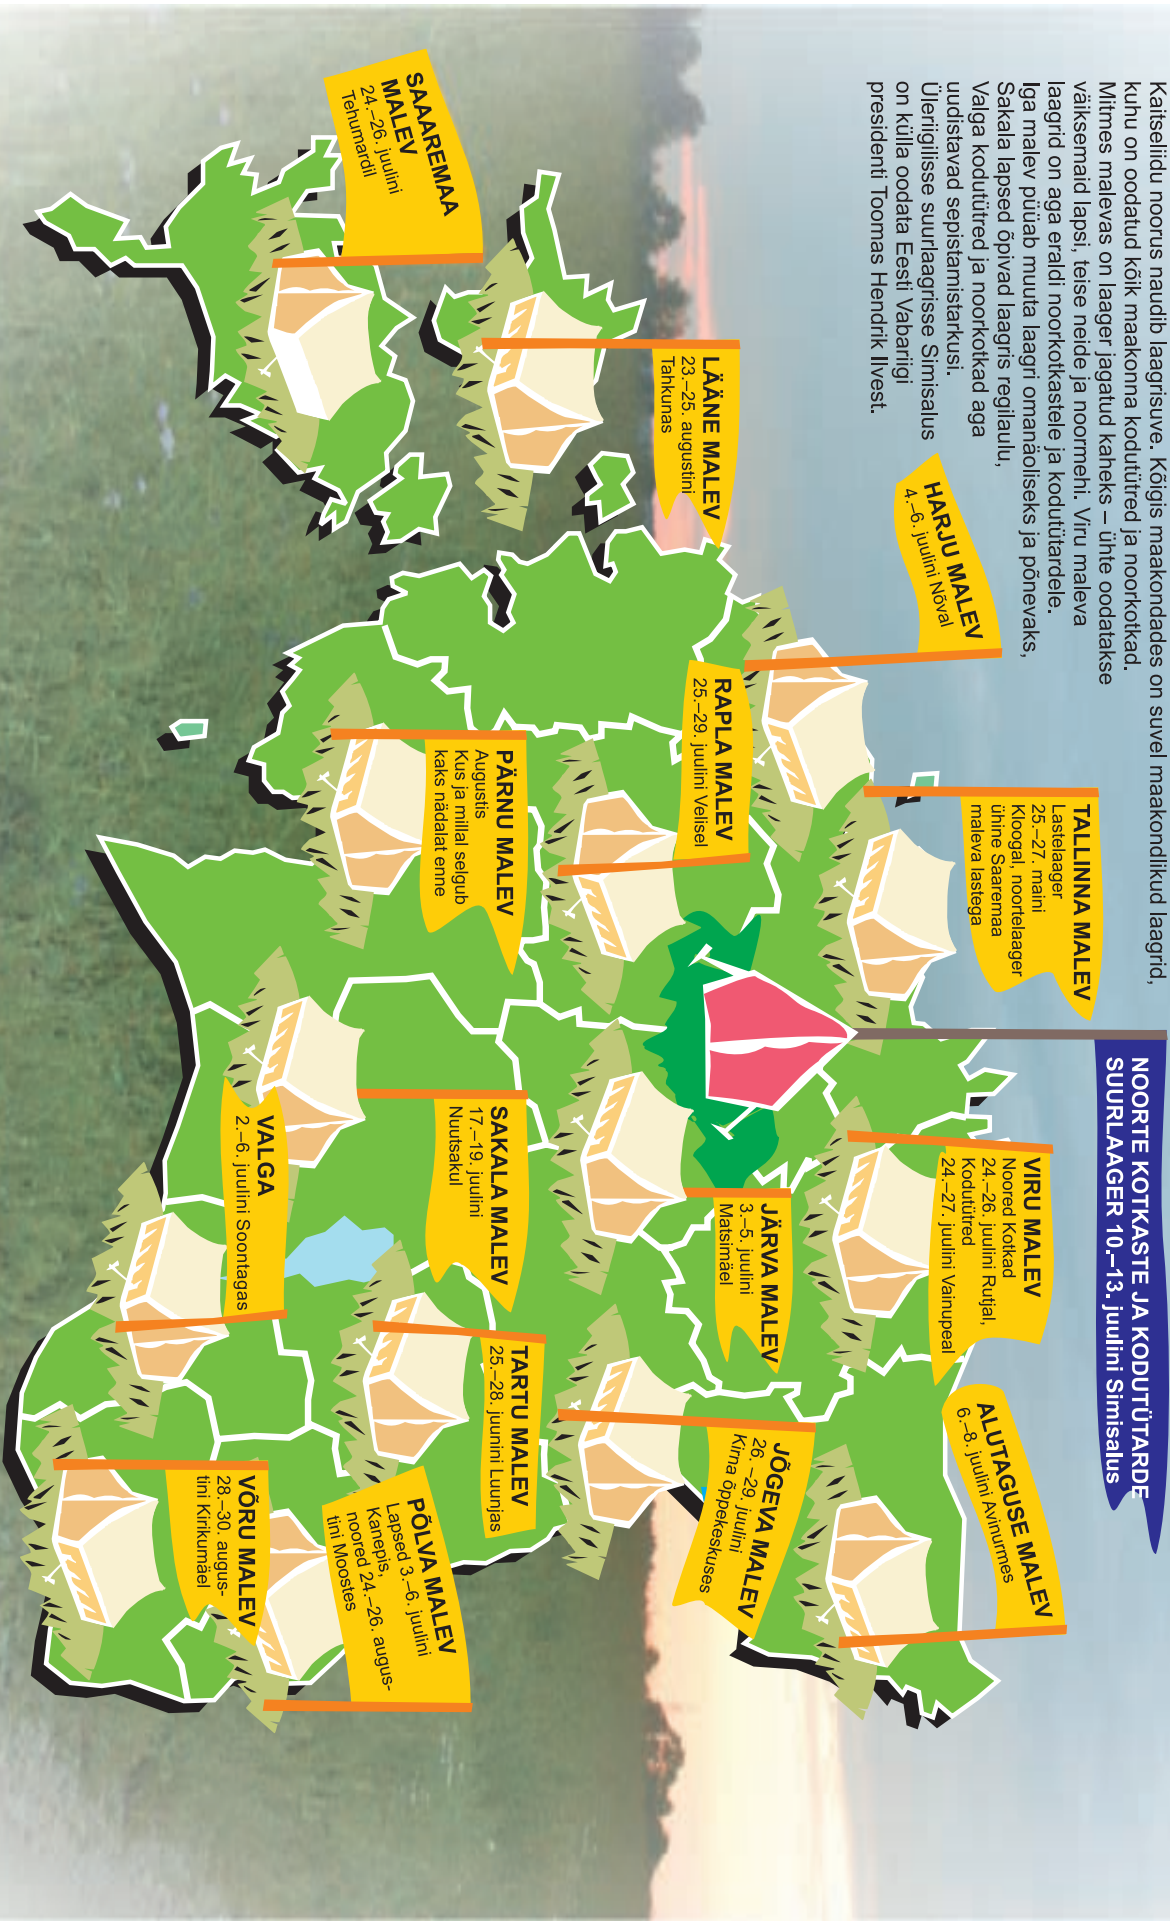 Kaitseliidu noorus naudib laagrisuve. Kõigis maakondades on suvel maakondlikud laagrid,
kuhu on oodatud kõik maakonna kodutütred ja noorkotkad.
Mitmes malevas on laager jagatud kaheks – ühte oodatakse
väiksemaid lapsi, teise neide ja noormehi. Viru maleva
laagrid on aga eraldi noorkotkastele ja kodutütardele.
Iga malev püüab muuta laagri omanäoliseks ja põnevaks,
Sakala lapsed õpivad laagris regilaulu,
Valga kodutütred ja noorkotkad aga
uudistavad sepistamistarkusi.
Üleriigilisse suurlaagrisse Simisalus
on külla oodata Eesti Vabariigi
presidenti Toomas Hendrik Ilvest.
NOORTE KOTKASTE JA KODUTÜTARDE
SUURLAAGER 10.–13. juulini Simisalus
HARJU MALEV
4.–6. juulini Nõval
TALLINNA MALEV
Lastelaager
25.–27. maini
Kloogal, noortelaager
ühine Saaremaa
maleva lastega
VIRU MALEV
Noored Kotkad
24.–26. juulini Rutjal,
Kodutütred
24.–27. juulini Vainupeal
ALUTAGUSE MALEV
6.–8. juulini Avinurmes
LÄÄNE MALEV
23.–25. augustini
Tahkunas
RAPLA MALEV
25.–29. juulini Velisel
JÄRVA MALEV
3.–5. juulini
Matsimäel
JÕGEVA MALEV
26. –29. juulini
Kirna õppekeskuses
SAAAREMAA
MALEV
24.–26. juulini
Tehumardil
PÄRNU MALEV
Augustis
Kus ja millal selgub
kaks nädalat enne
SAKALA MALEV
17.–19. juulini
Nuutsakul
TARTU MALEV
25.–28. juunini Luunjas
PÕLVA MALEV
Lapsed 3.–6. juulini
Kanepis,
noored 24.–26. augus-
tini Moostes
VALGA
2.–6. juulini Soontagas
VÕRU MALEV
28.–30. augus-
tini Kirikumäel